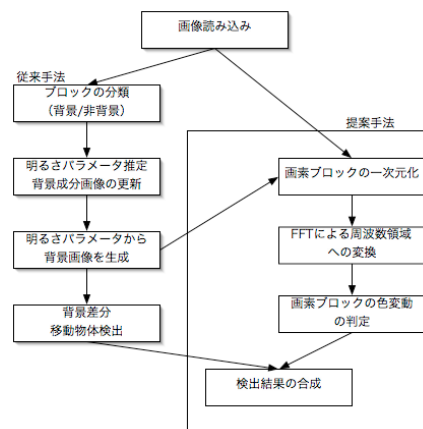 画像読み込み
従来手法
ブロックの分類
（背景/非背景）
明るさパラメータ推定
背景成分画像の更新
明るさパラメータから
背景画像を生成
背景差分
移動物体検出
提案手法
画素ブロックの一次元化
FFTによる周波数領域
への変換
画素ブロックの色変動
の判定
検出結果の合成